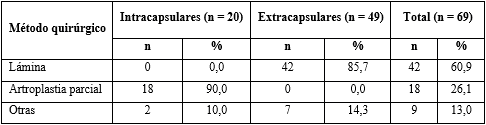 Método quirúrgico Intracapsulares (n = 20) Extracapsulares (n = 49) Total (n = 69)
n % n % n %
Lámina 0 0,0 42 85,7 42 60,9
Artroplastia parcial 18 90,0 0 0,0 18 26,1
Otras 2 10,0 7 14,3 9 13,0